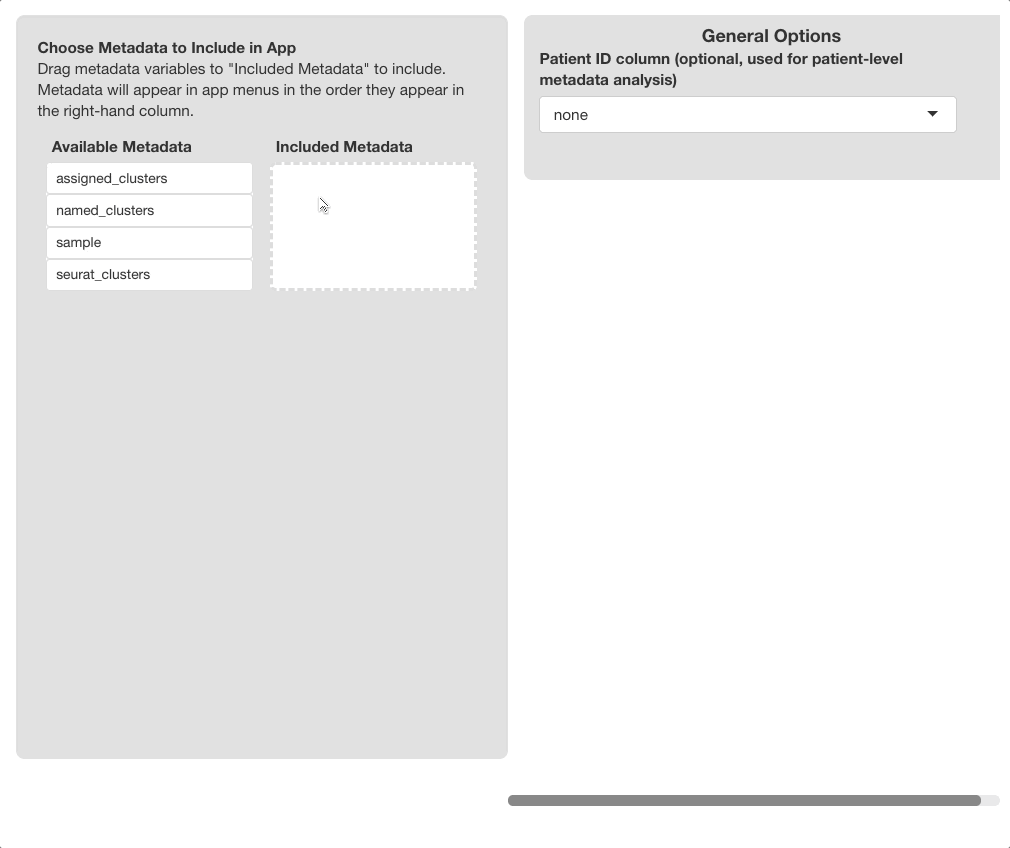 Choose Metadata to Include in App
Drag metadata variables to "Included Metadata" to include.
Metadata will appear in app menus in the order they appear in
the right-hand column.
Available Metadata
assigned_clusters
named_clusters
sample
seurat_clusters
Included Metadata
General Options
Patient ID column (optional, used for patient-level
metadata analysis)
none